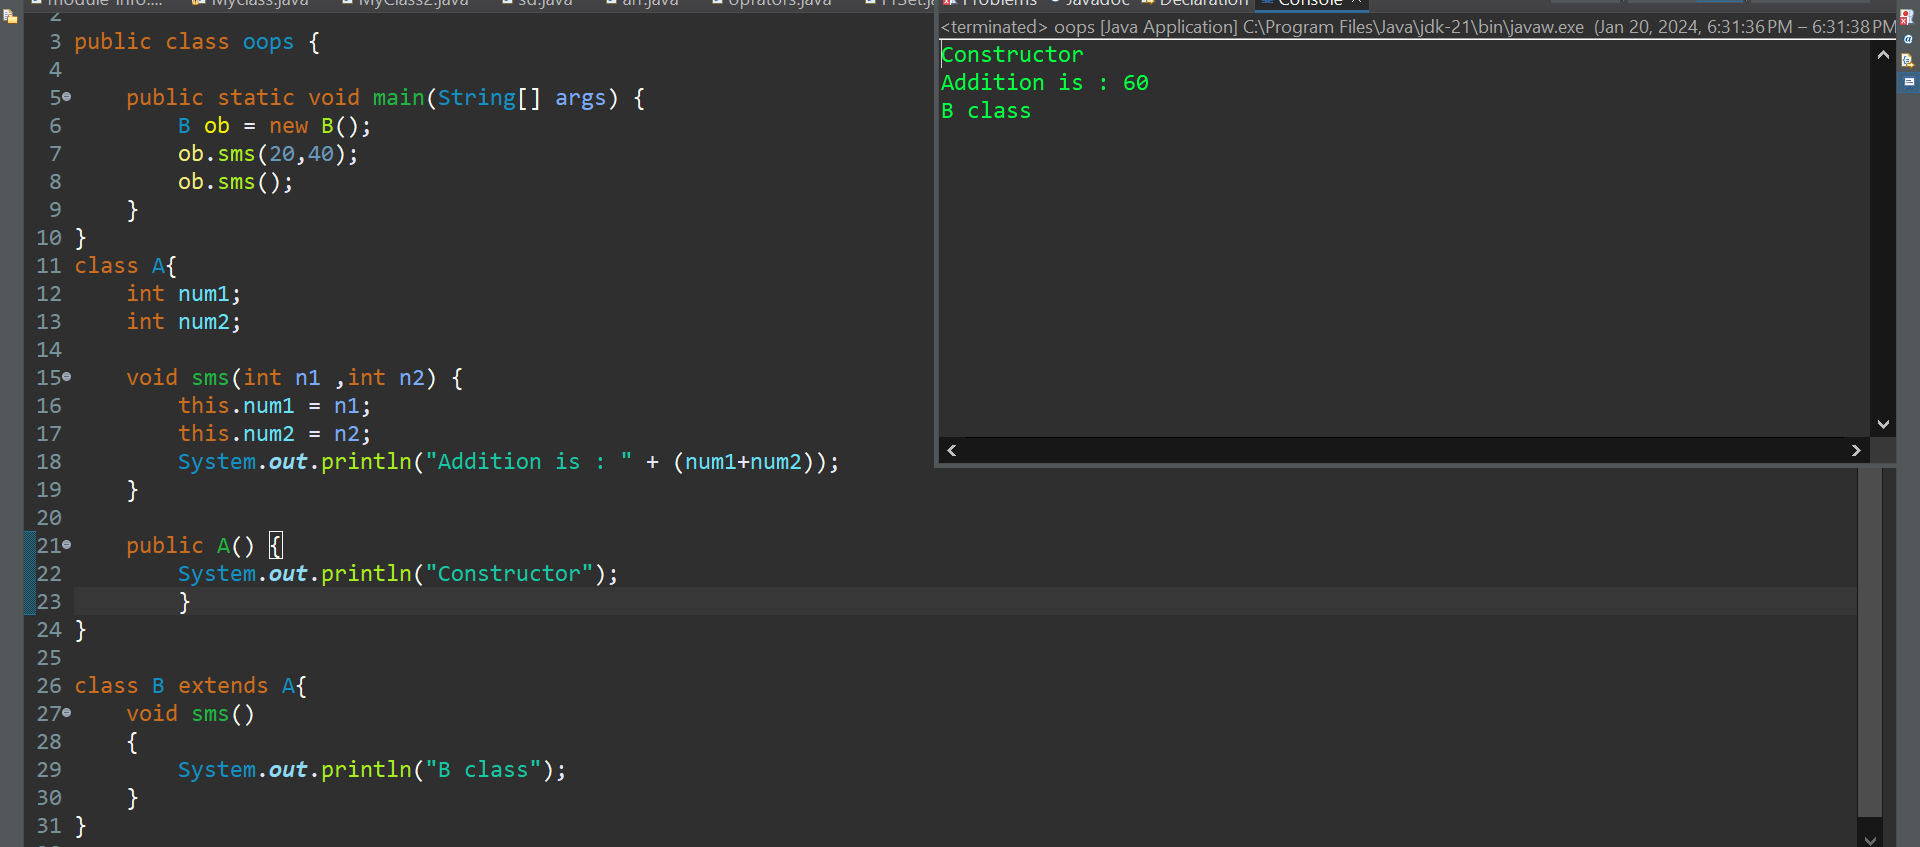 module-info....
MyClass.java
MyClass2.java
sd.java
arr.java
Oprators.java
2
3 public class oops {
4
5 public static void main(String[] args) {
6 B ob = new B();
7 ob.sms(20,40);
8 ob.sms();
9 }
10 }
11 class A{
12 int num1;
13 int num2;
14
15 void sms(int n1 ,int n2) {
16 this.num1 = n1;
17 this.num2 = n2;
18 System.out.println("Addition is : " + (num1+num2));
19 }
20
21 public A() {
22 System.out.println("Constructor");
23 }
24 }
25
26 class B extends A{
27 void sms()
28 {
29 System.out.println("B class");
30 }
31 }
Problems
Javadoc
Declaration
Console
<terminated> oops [Java Application] C:\Program Files\Java\jdk-21\bin\javaw.exe (Jan 20, 2024, 6:31:36 PM – 6:31:38 PM
Constructor
Addition is : 60
B class